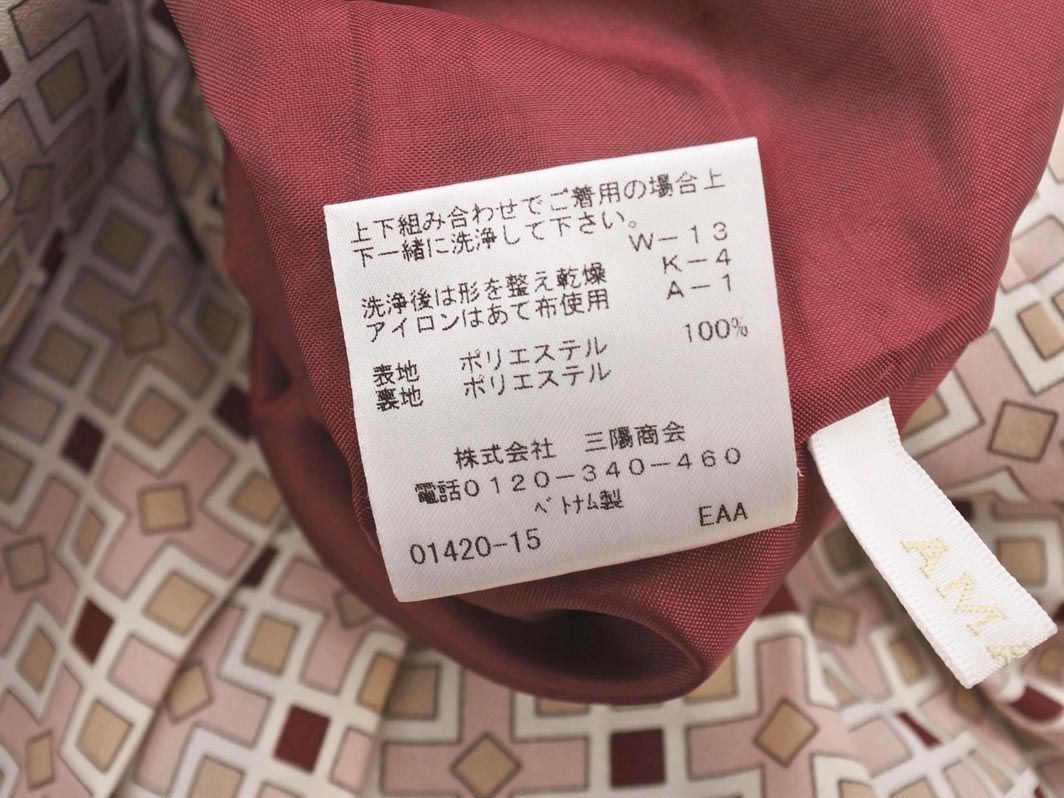 上下組み合わせでご着用の場合上
下一緒に洗浄して下さい。
W－13
K－4
洗浄後は形を整え乾燥
A－1
アイロンはあて布使用
表地 ポリエステル 100%
裏地 ポリエステル
株式会社 三陽商会
電話0120－340－460
ベトナム製
01420-15 EAA
AMA